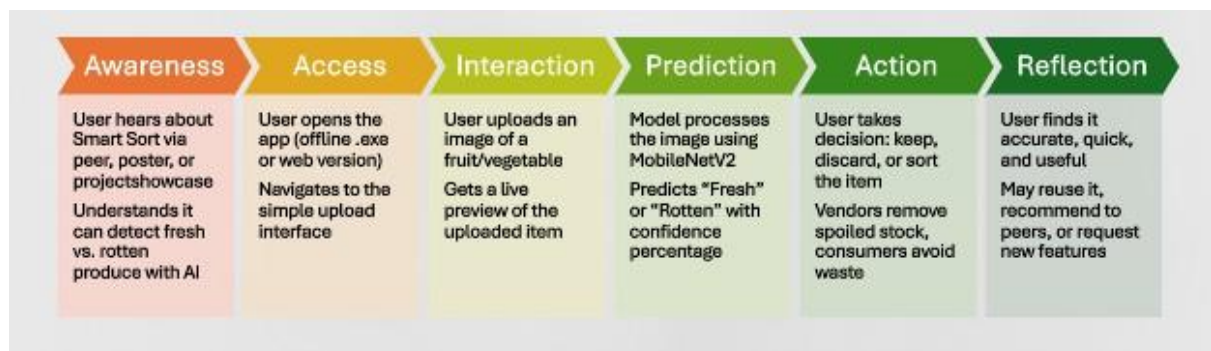 Awareness
User hears about
Smart Sort via
peer, poster, or
projectshowcase
Understands it
can detect fresh
vs. rotten
produce with AI
Access
User opens the
app (offline .exe
or web version)
Navigates to the
simple upload
interface
Interaction
User uploads an
image of a
fruit/vegetable
Gets a live
preview of the
uploaded item
Prediction
Model processes
the image using
MobileNetV2
Predicts “Fresh”
or “Rotten” with
confidence
percentage
Action
User takes
decision: keep,
discard, or sort
the item
Vendors remove
spoiled stock,
consumers avoid
waste
Reflection
User finds it
accurate, quick,
and useful
May reuse it,
recommend to
peers, or request
new features